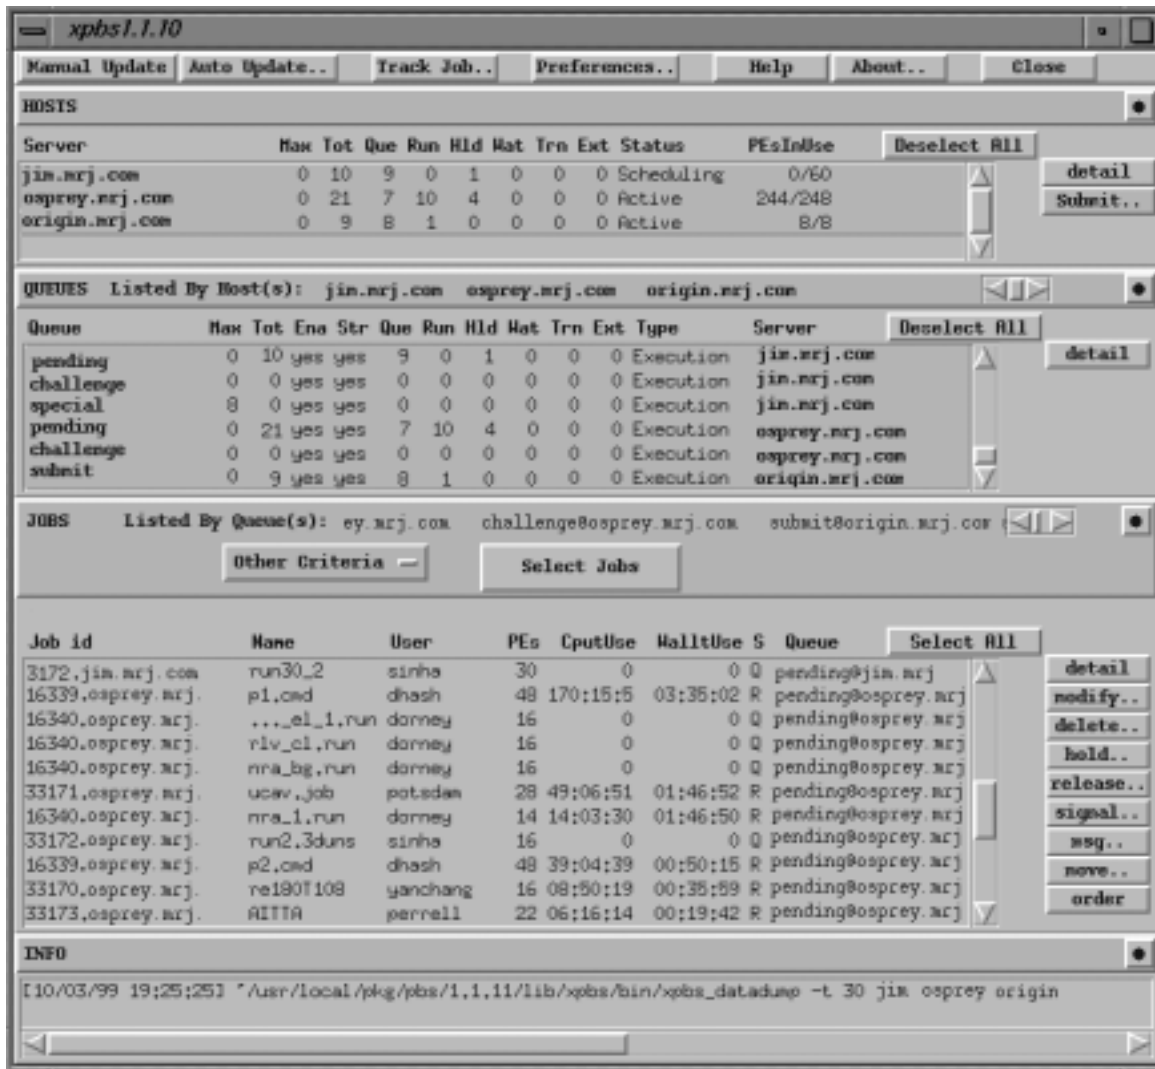 xpbs1.1.10
Manual Update Auto Update.. Track Job.. Preferences.. Help About.. Close
HOSTS
Server Max Tot Que Run Hld Wat Trn Ext Status PEsInUse Deselect All
jim.mrj.com 0 10 9 0 1 0 0 0 Scheduling 0/60 detail
osprey.mrj.com 0 21 7 10 4 0 0 0 Active 244/248 Submit..
origin.mrj.com 0 9 8 1 0 0 0 0 Active 8/8
QUEUES Listed By Host(s): jim.mrj.com osprey.mrj.com origin.mrj.com
Queue Max Tot Ena Str Que Run Hld Wat Trn Ext Type Server Deselect All
pending 0 10 yes yes 9 0 1 0 0 0 Execution jim.mrj.com detail
challenge 0 0 yes yes 0 0 0 0 0 0 Execution jim.mrj.com
special 8 0 yes yes 0 0 0 0 0 0 Execution jim.mrj.com
pending 0 21 yes yes 7 10 4 0 0 0 Execution osprey.mrj.com
challenge 0 0 yes yes 0 0 0 0 0 0 Execution osprey.mrj.com
submit 0 9 yes yes 8 1 0 0 0 0 Execution origin.mrj.com
JOBS Listed By Queue(s): ey.mrj.com challenge@osprey.mrj.com submit@origin.mrj.com
Other Criteria Select Jobs
Job id Name User PEs CputUse WalltUse S Queue Select All
3172.jim.mrj.com run30_2 sinha 30 0 0 Q pending@jim.mrj detail
16339.osprey.mrj. p1.cmd dhash 48 170:15:5 03:35:02 R pending@osprey.mrj modify..
16340.osprey.mrj. ..._el_1.run dorney 16 0 0 Q pending@osprey.mrj delete..
16340.osprey.mrj. rlv_cl.run dorney 16 0 0 Q pending@osprey.mrj hold..
16340.osprey.mrj. nra_bg.run dorney 16 0 0 Q pending@osprey.mrj
33171.osprey.mrj. ucav.job potsdam 28 49:06:51 01:46:52 R pending@osprey.mrj release..
16340.osprey.mrj. nra_1.run dorney 14 14:03:30 01:46:50 R pending@osprey.mrj signal..
33172.osprey.mrj. run2.3duns sinha 16 0 0 Q pending@osprey.mrj msg..
16339.osprey.mrj. p2.cmd dhash 48 39:04:39 00:50:15 R pending@osprey.mrj move..
33170.osprey.mrj. re180T108 yanchang 16 08:50:19 00:35:59 R pending@osprey.mrj order
33173.osprey.mrj. AITTA perrell 22 06:16:14 00:19:42 R pending@osprey.mrj
INFO
[10/03/99 19:25:25] "/usr/local/pkg/pbs/1.1.11/lib/xpbs/bin/xpbs_datadump -t 30 jim osprey origin